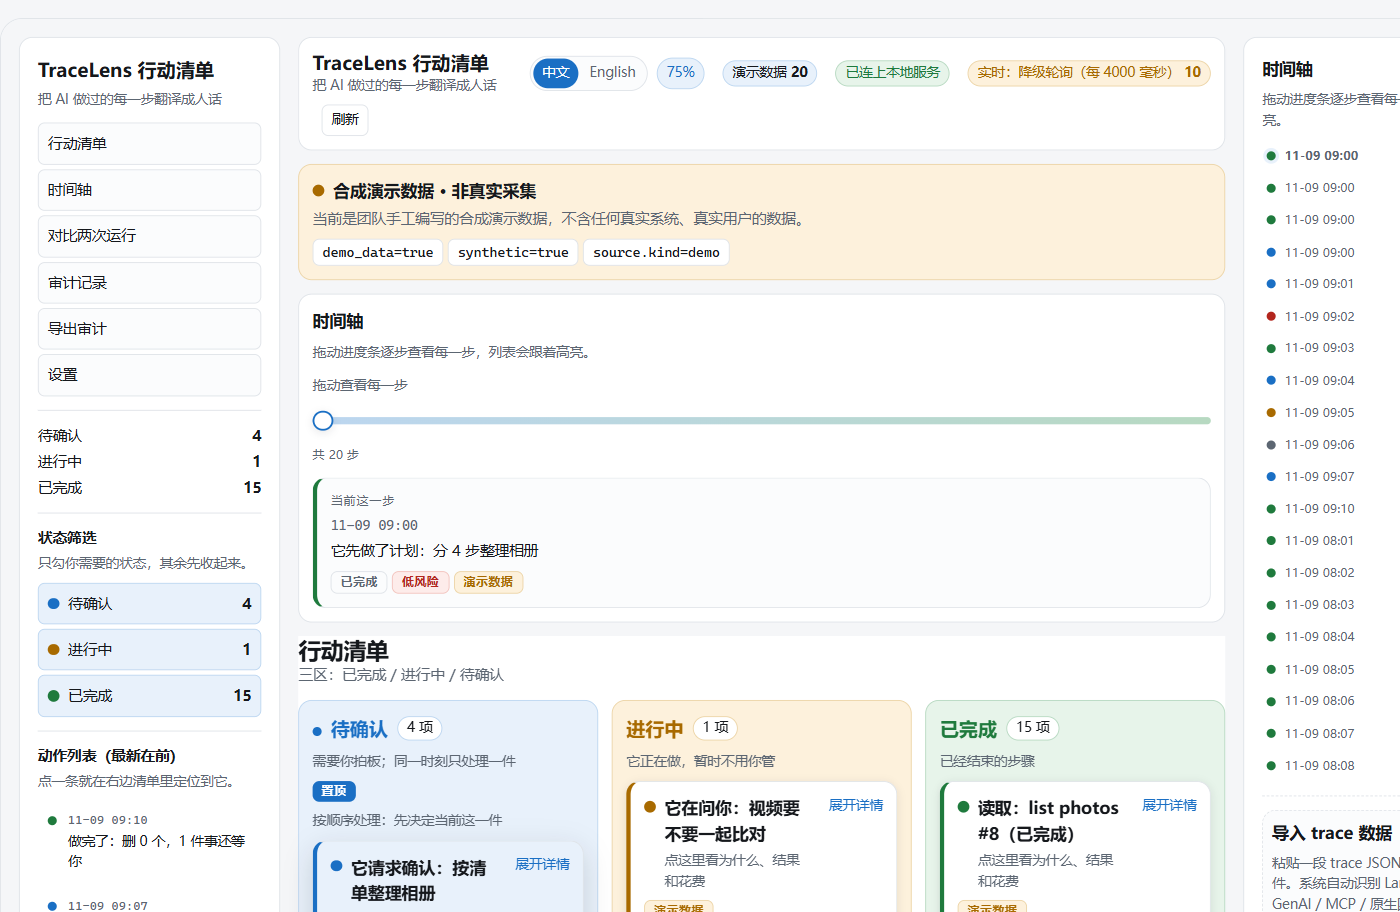 TraceLens 行动清单
把 AI 做过的每一步翻译成人话
行动清单
时间轴
对比两次运行
审计记录
导出审计
设置
待确认 4
进行中 1
已完成 15
状态筛选
只勾你需要的状态，其余先收起来。
待确认 4
进行中 1
已完成 15
动作列表（最新在前）
点一条就在右边清单里定位到它。
11-09 09:10
做完了：删 0 个，1 件事还等
你
11-09 09:07
TraceLens 行动清单
把 AI 做过的每一步翻译成人话
中文 English 75% 演示数据 20 已连上本地服务 实时：降级轮询（每 4000 毫秒） 10
刷新
合成演示数据 • 非真实采集
当前是团队手工编写的合成演示数据，不含任何真实系统、真实用户的数据。
demo_data=true synthetic=true source.kind=demo
时间轴
拖动进度条逐步查看每一步，列表会跟着高亮。
拖动查看每一步
共 20 步
当前这一步
11-09 09:00
它先做了计划：分 4 步整理相册
已完成 低风险 演示数据
行动清单
三区：已完成 / 进行中 / 待确认
待确认 4 项
需要你拍板；同一时刻只处理一件
置顶
按顺序处理：先决定当前这一件
它请求确认：按清 展开详情
单整理相册
进行中 1 项
它正在做，暂时不用你管
它在问你：视频要 展开详情
不要一起比对
点这里看为什么、结果
和花费
演示数据
已完成 15 项
已经结束的步骤
读取：list photos 展开详情
#8（已完成）
点这里看为什么、结果
和花费
演示数据
时间轴
拖动进度条逐步查看每一
亮。
11-09 09:00
11-09 09:00
11-09 09:00
11-09 09:00
11-09 09:01
11-09 09:02
11-09 09:03
11-09 09:04
11-09 09:05
11-09 09:06
11-09 09:07
11-09 09:10
11-09 08:01
11-09 08:02
11-09 08:03
11-09 08:04
11-09 08:05
11-09 08:06
11-09 08:07
11-09 08:08
导入 trace 数据
粘贴一段 trace JSON
件。系统自动识别 Lan
GenAI / MCP / 原生